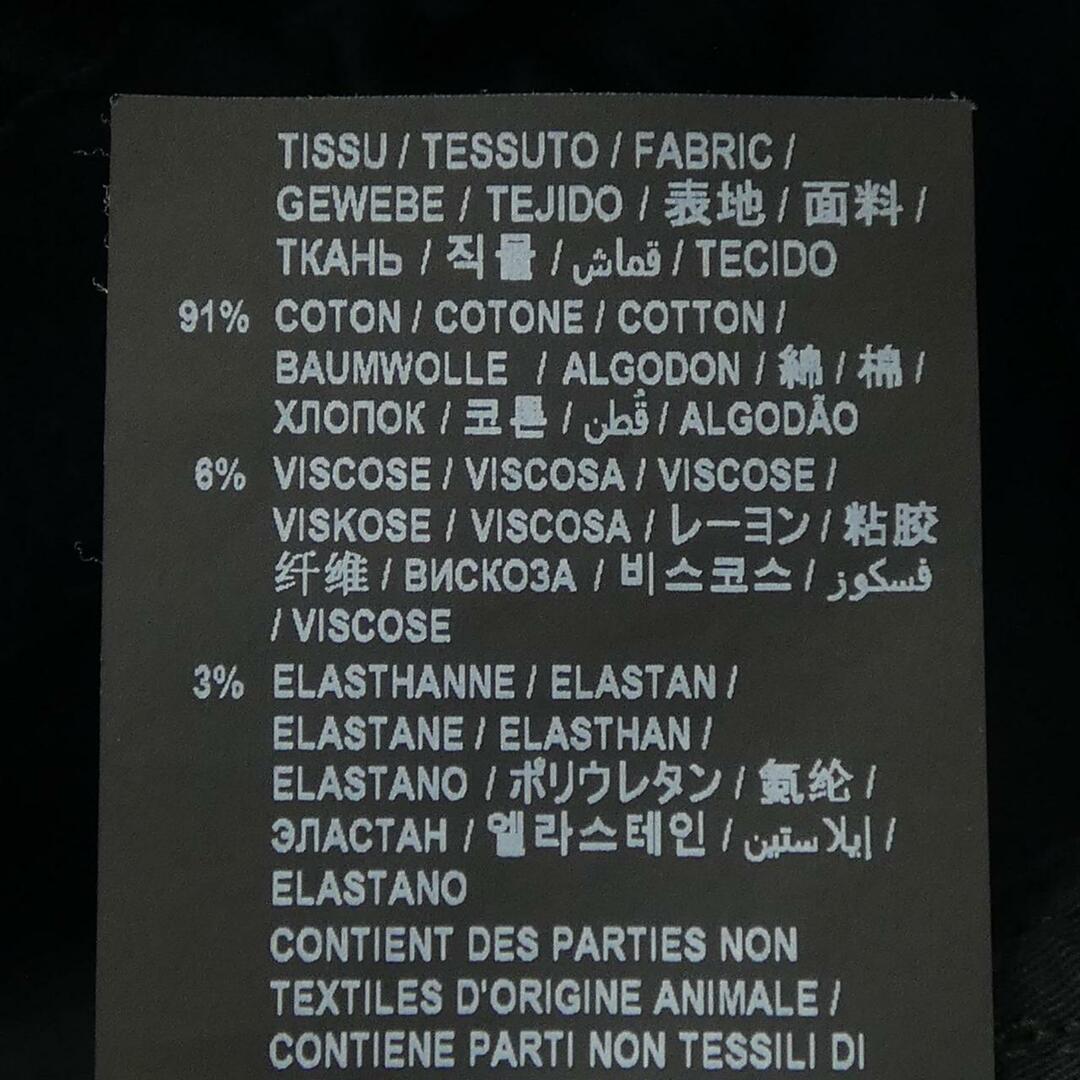 TISSU / TESSUTO / FABRIC /
GEWEBE / TEJIDO / 表地 / 面料 /
ТКАНЬ / 직물 / قماش / TECIDO
91% COTON / COTONE / COTTON /
BAUMWOLLE / ALGODON / 綿 / 棉 /
ХЛОПОК / 코튼 / قُطن / ALGODÃO
6% VISCOSE / VISCOSA / VISCOSE /
VISKOSE / VISCOSA / レーヨン / 粘胶
纤维 / ВИСКОЗА / 비스코스 / فسكوز
/ VISCOSE
3% ELASTHANNE / ELASTAN /
ELASTANE / ELASTHAN /
ELASTANO / ポリウレタン / 氨纶 /
ЭЛАСТАН / 엘라스테인 / إيلاستين /
ELASTANO
CONTIENT DES PARTIES NON
TEXTILES D'ORIGINE ANIMALE /
CONTIENE PARTI NON TESSILI DI